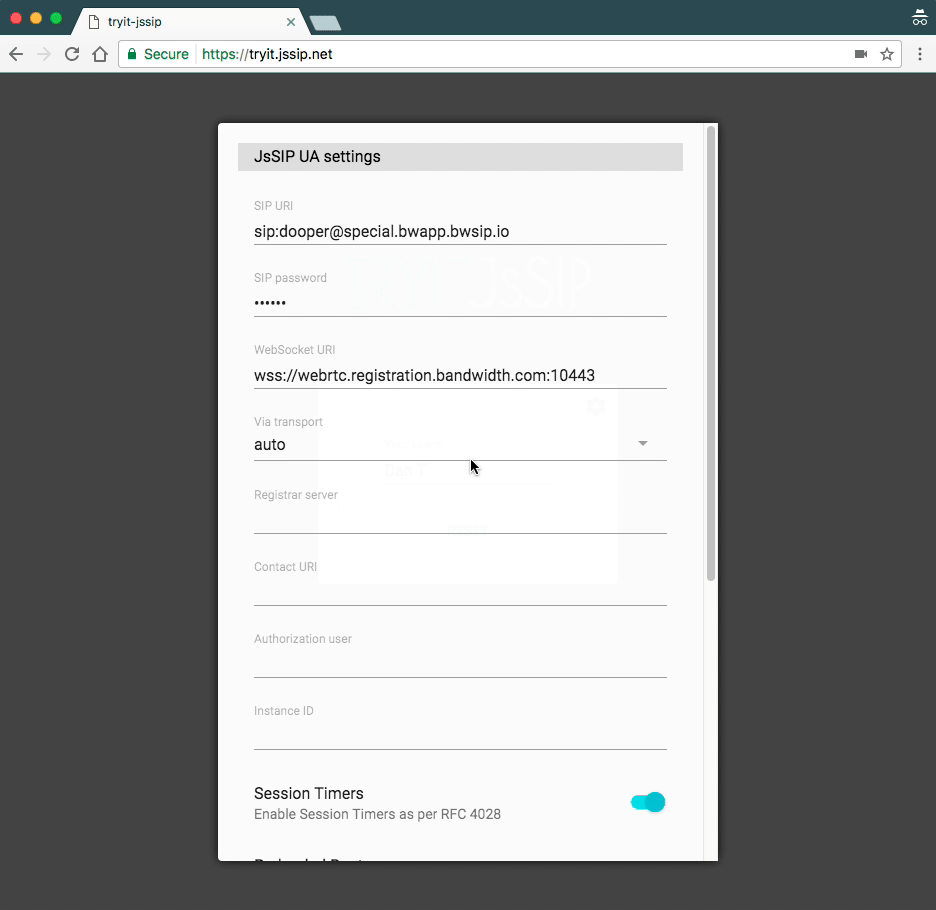 tryit-jssip
Secure
https://tryit.jssip.net
JsSIP UA settings
SIP URI
sip:dooper@special.bwapp.bwsip.io
SIP password
••••••
JsSIP
WebSocket URI
wss://webrtc.registration.bandwidth.com:10443
Via transport
auto
Registrar server
Contact URI
Authorization user
Instance ID
Session Timers
Enable Session Timers as per RFC 4028